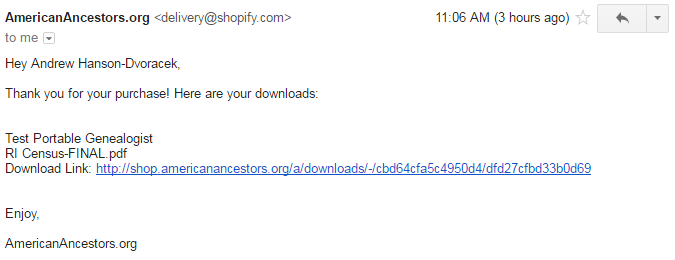 AmericanAncestors.org <delivery@shopify.com> 11:06 AM (3 hours ago)
to me
Hey Andrew Hanson-Dvoracek,
Thank you for your purchase! Here are your downloads:
Test Portable Genealogist
RI Census-FINAL.pdf
Download Link: http://shop.americanancestors.org/a/downloads/-/cbd64cfa5c4950d4/dfd27cfbd33b0d69
Enjoy,
AmericanAncestors.org